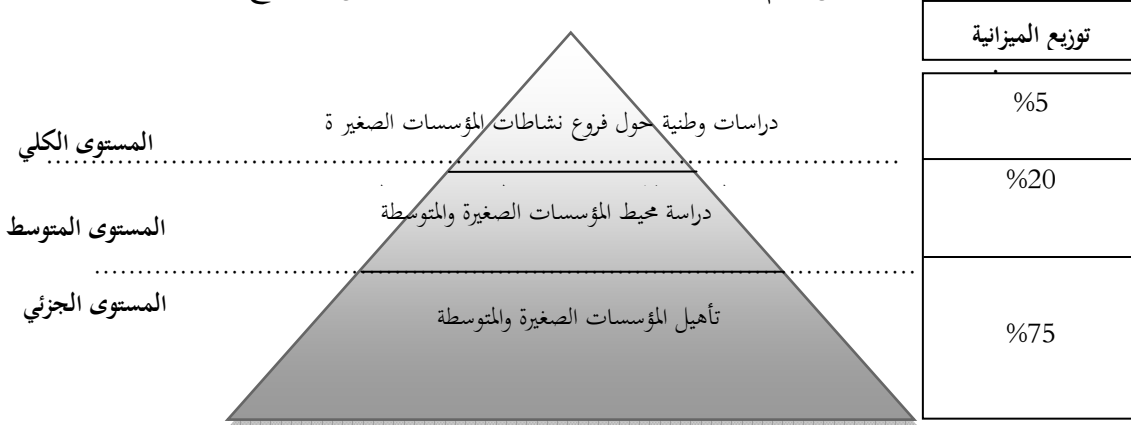 توزيع الميزانية
%5
دراسات وطنية حول فروع نشاطات المؤسسات الصغير ة
المستوى الكلي
%20
دراسة محيط المؤسسات الصغيرة والمتوسطة
المستوى المتوسط
المستوى الجزئي
تأهيل المؤسسات الصغيرة والمتوسطة
%75